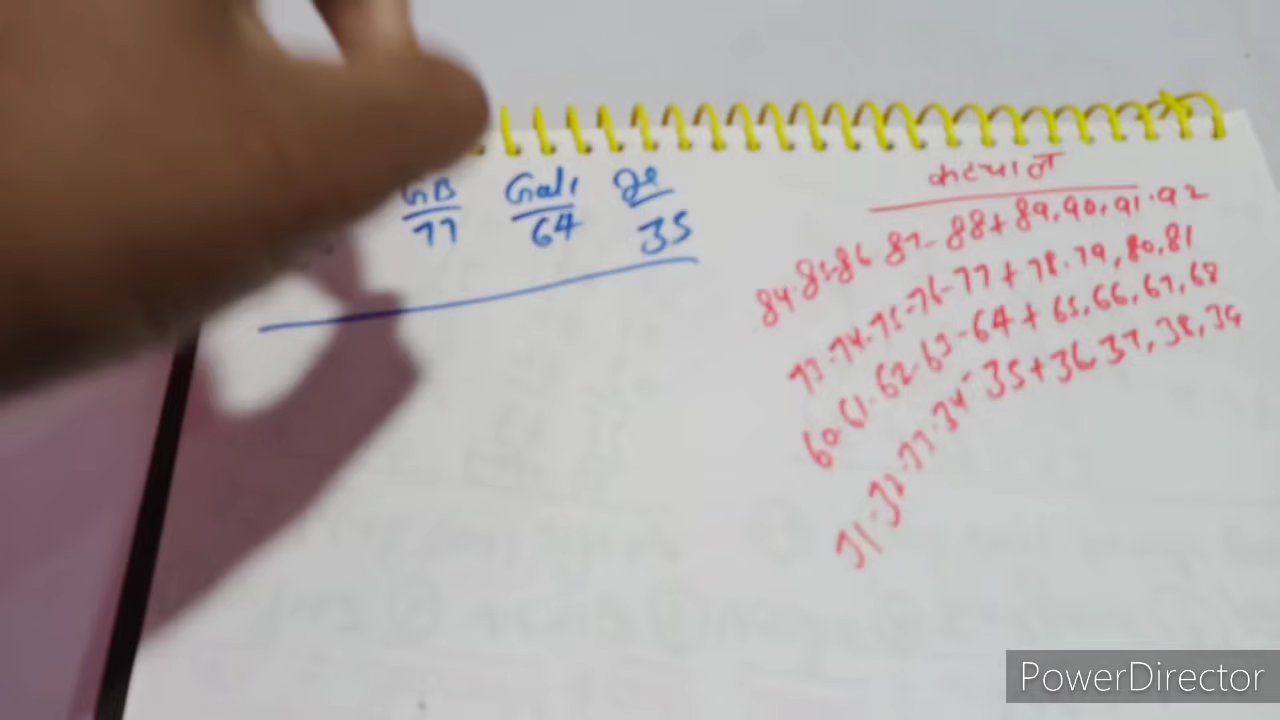 GB Gali
77 64 35
कटयाल
84.85.86.87-88+89,90,91.92
73.74.75-76-77+78.79,80,81
60.61.62.63-64+65,66,67,68
31.32.33.34-35+36 37,38,39
PowerDirector